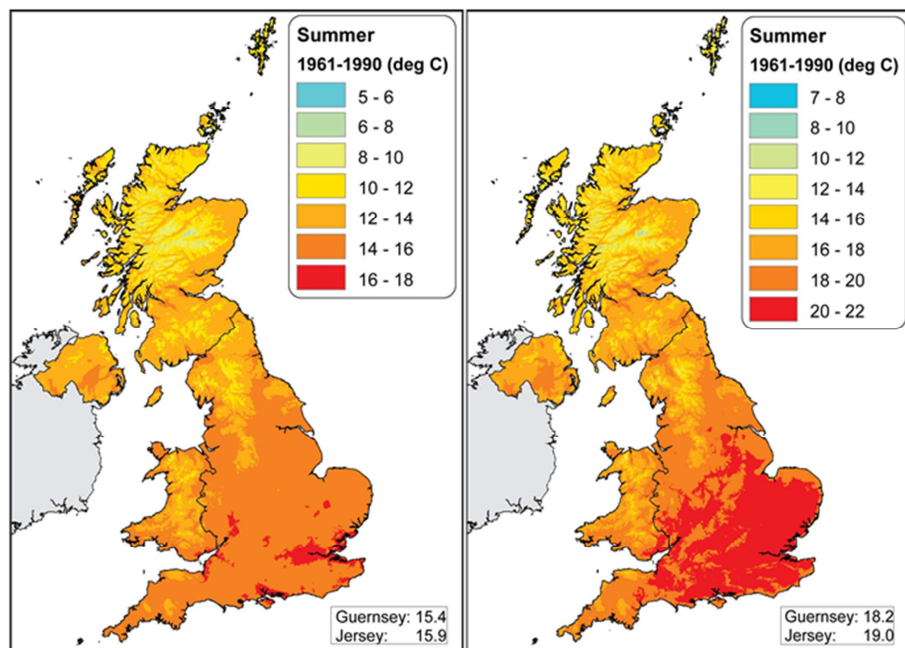 Summer
1961-1990 (deg C)
5 - 6
6 - 8
8 - 10
10 - 12
12 - 14
14 - 16
16 - 18
Guernsey: 15.4
Jersey: 15.9
Summer
1961-1990 (deg C)
7 - 8
8 - 10
10 - 12
12 - 14
14 - 16
16 - 18
18 - 20
20 - 22
Guernsey: 18.2
Jersey: 19.0